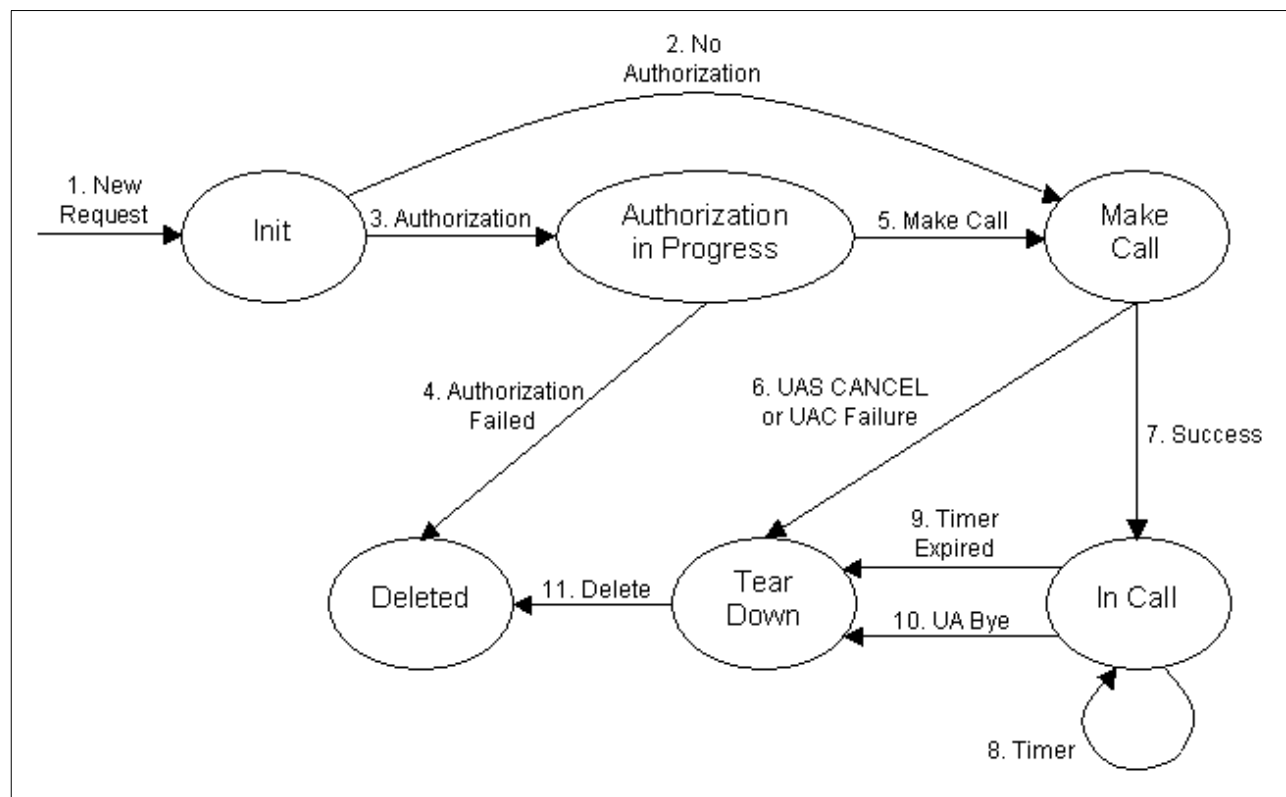 2. No
Authorization
1. New
Request
Init
3. Authorization
Authorization
in Progress
5. Make Call
Make
Call
4. Authorization
Failed
6. UAS CANCEL
or UAC Failure
7. Success
9. Timer
Expired
Deleted
11. Delete
Tear
Down
10. UA Bye
In Call
8. Timer